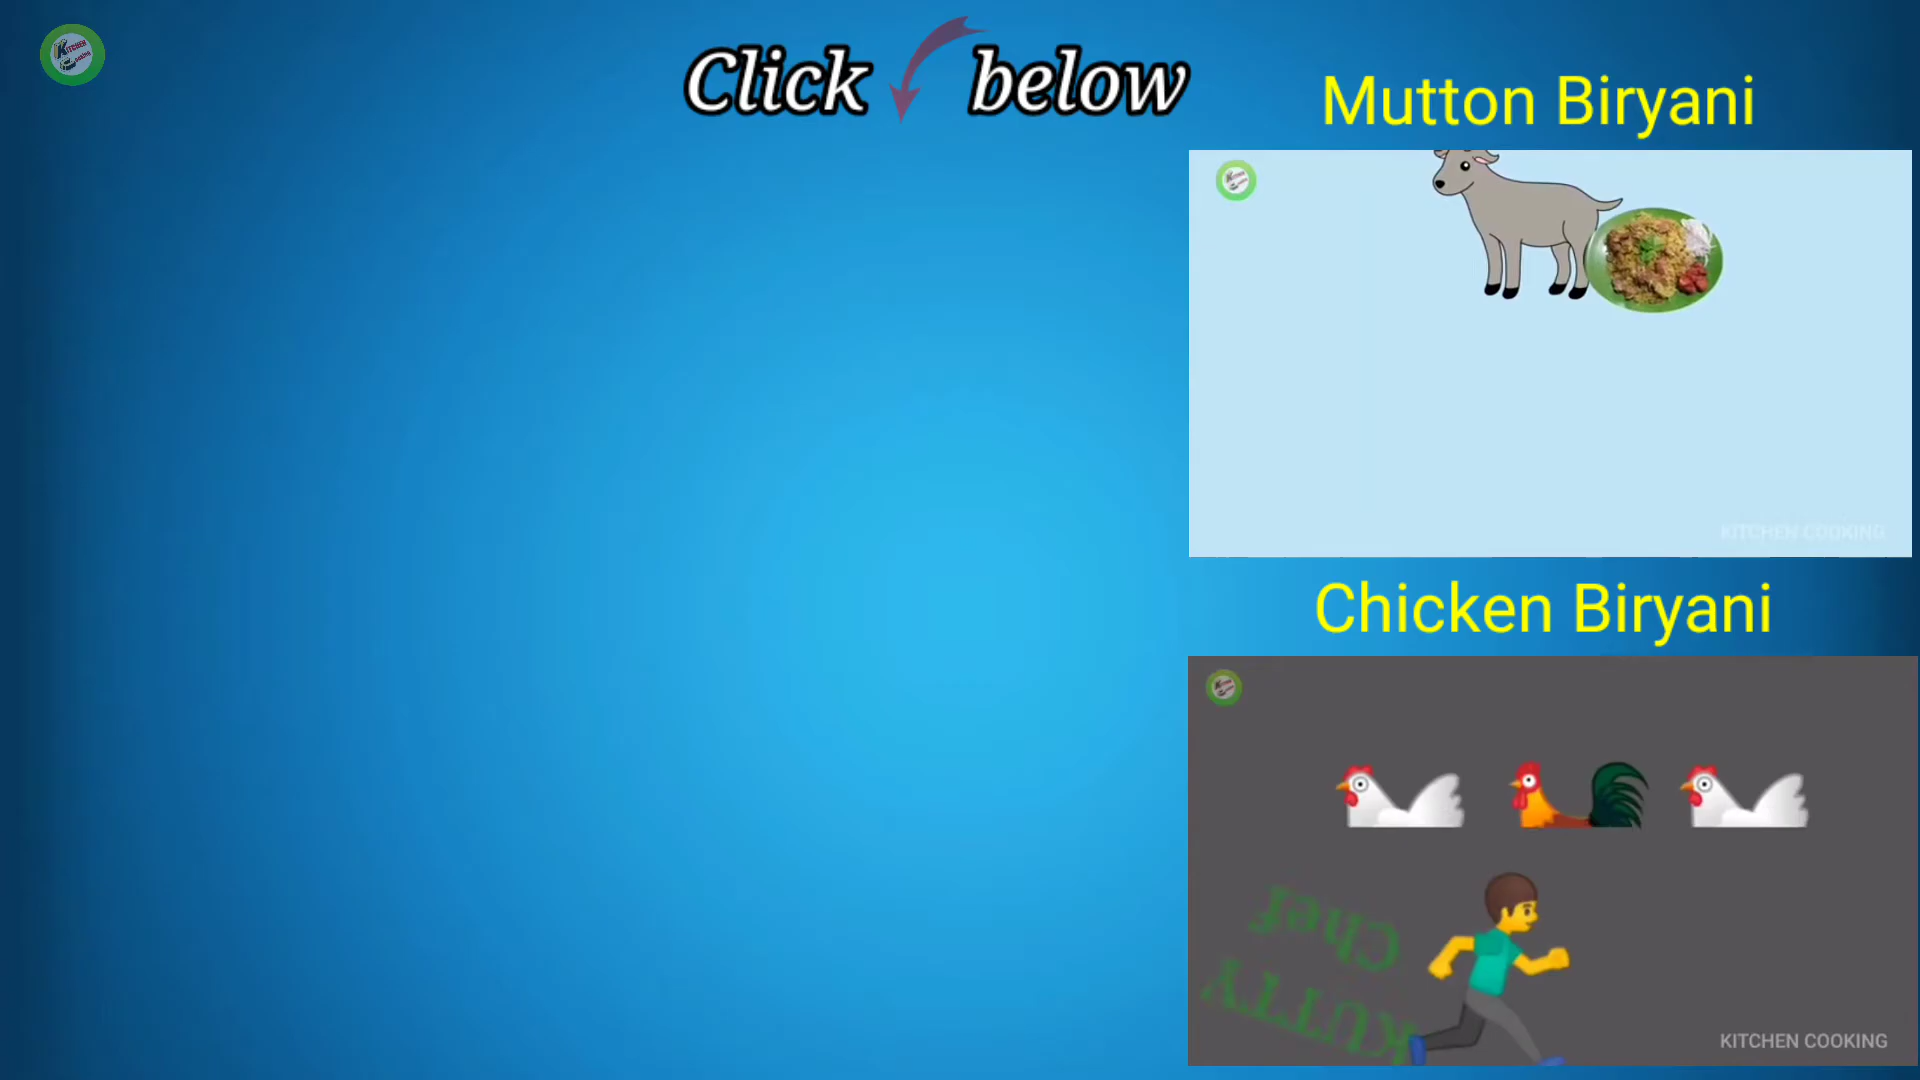 Click below
Mutton Biryani
KITCHEN COOKING
Chicken Biryani
Chef
KUTTY
KITCHEN COOKING